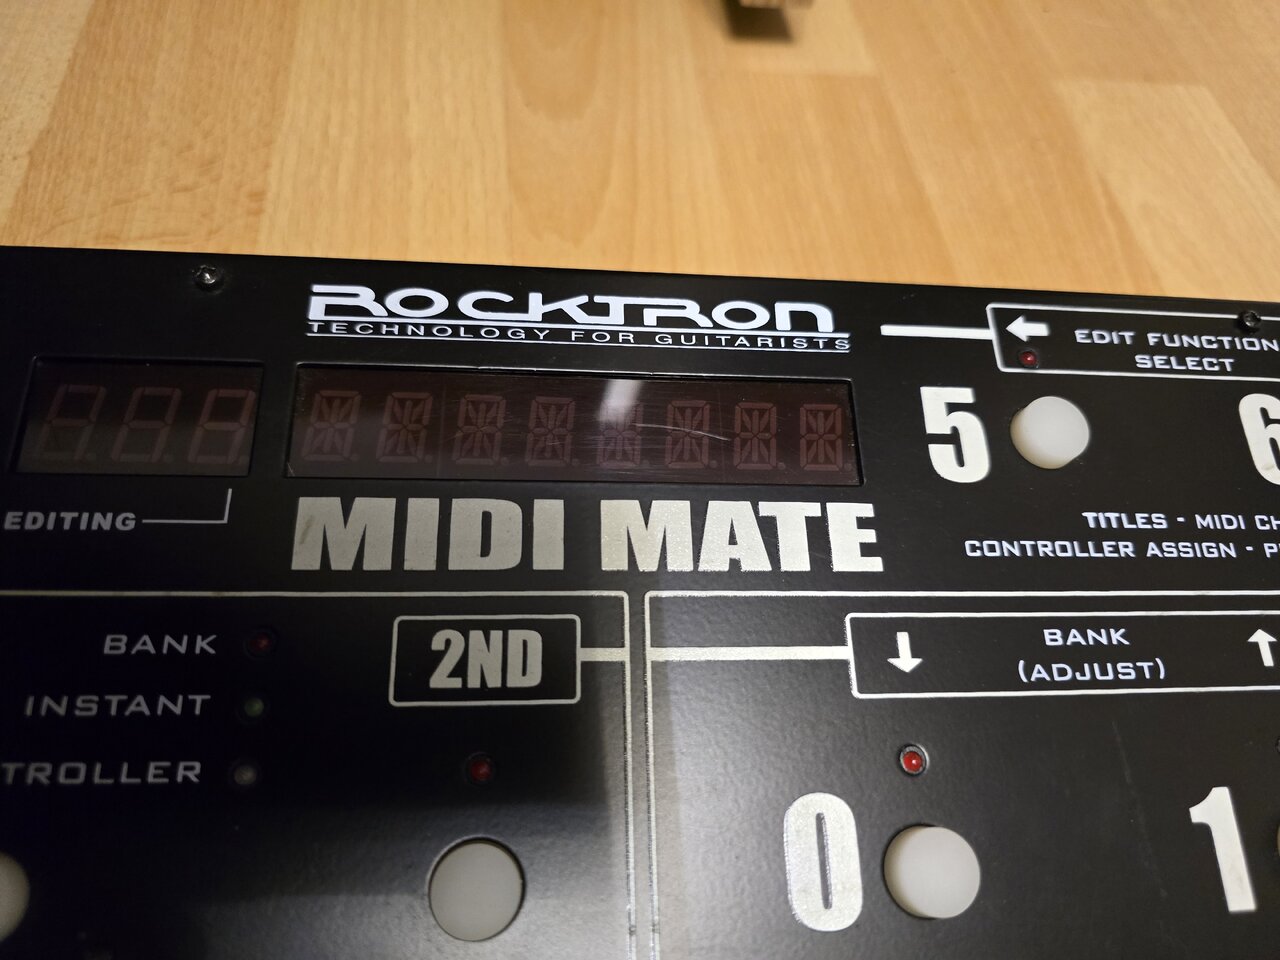 ROCKTRON
TECHNOLOGY FOR GUITARISTS
EDIT FUNCTION
SELECT
5
6
EDITING
MIDI MATE
TITLES - MIDI CH
CONTROLLER ASSIGN - P
BANK
INSTANT
TROLLER
2ND
BANK
(ADJUST)
0
1